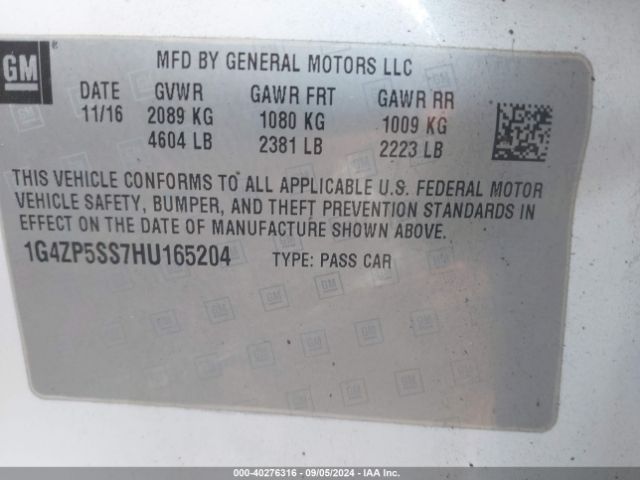 GM
MFD BY GENERAL MOTORS LLC
DATE GVWR GAWR FRT GAWR RR
11/16 2089 KG 1080 KG 1009 KG
4604 LB 2381 LB 2223 LB
THIS VEHICLE CONFORMS TO ALL APPLICABLE U.S. FEDERAL MOTOR
VEHICLE SAFETY, BUMPER, AND THEFT PREVENTION STANDARDS IN
EFFECT ON THE DATE OF MANUFACTURE SHOWN ABOVE.
1G4ZP5SS7HU165204 TYPE: PASS CAR
000-40276316 - 09/05/2024 - IAA Inc.